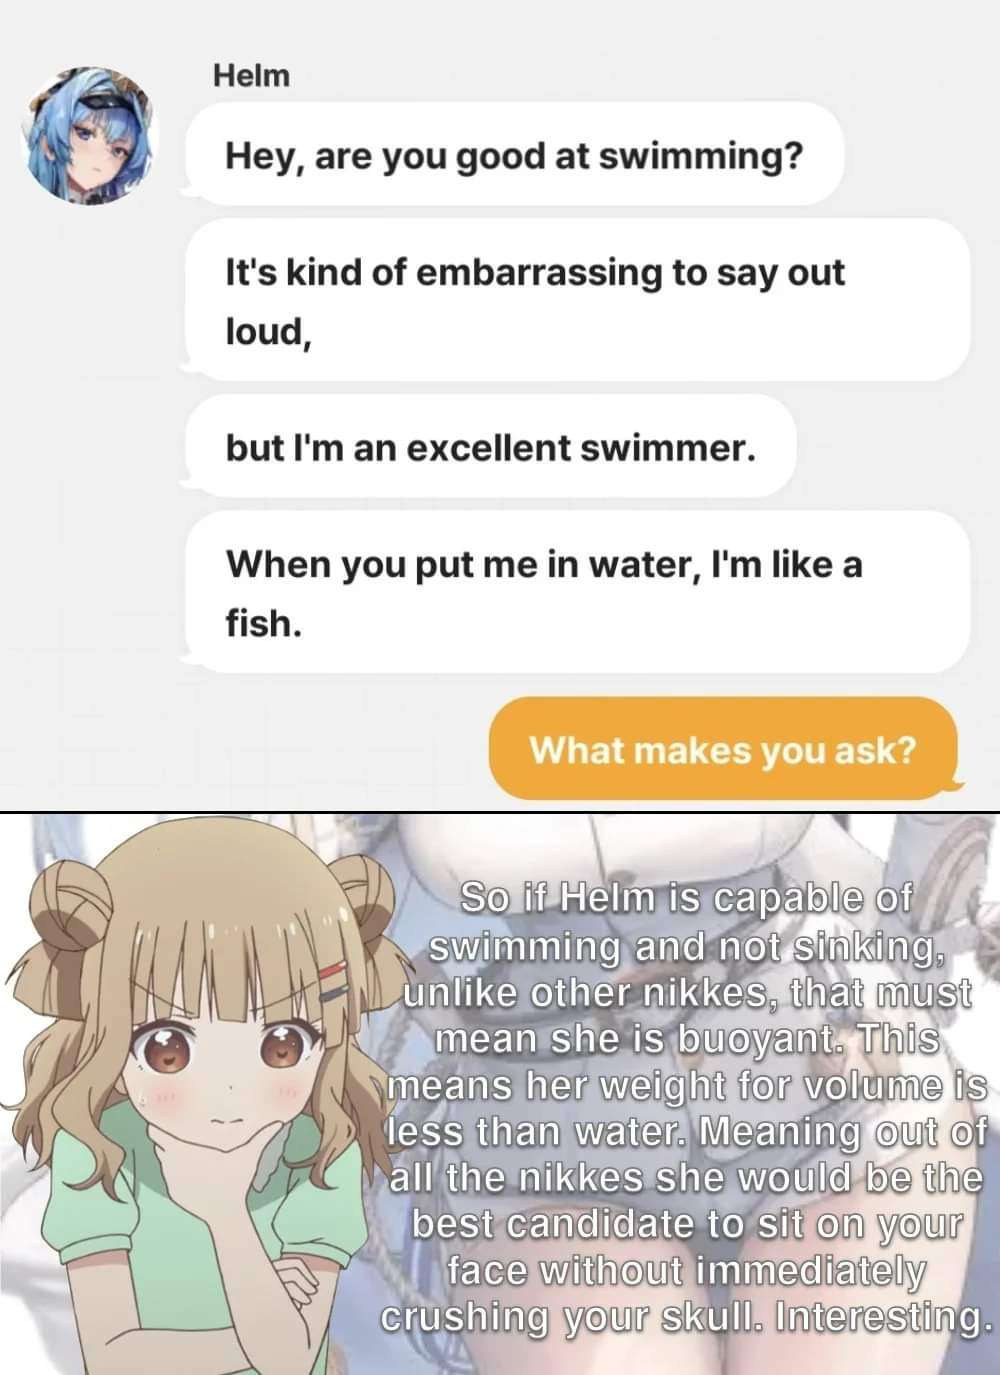 Helm
Hey, are you good at swimming?
It's kind of embarrassing to say out
loud,
but I'm an excellent swimmer.
When you put me in water, I'm like a
fish.
What makes you ask?
So if Helm is capable of
swimming and not sinking,
unlike other nikkes, that must
mean she is buoyant. This
means her weight for volume is
less than water. Meaning out of
all the nikkes she would be the
best candidate to sit on your
face without immediately
crushing your skull. Interesting.